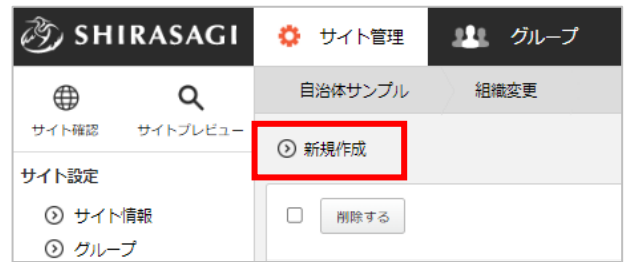 SHIRASAGI
サイト管理
グループ
サイト確認
サイトプレビュー
自治体サンプル
組織変更
新規作成
サイト設定
サイト情報
グループ
削除する